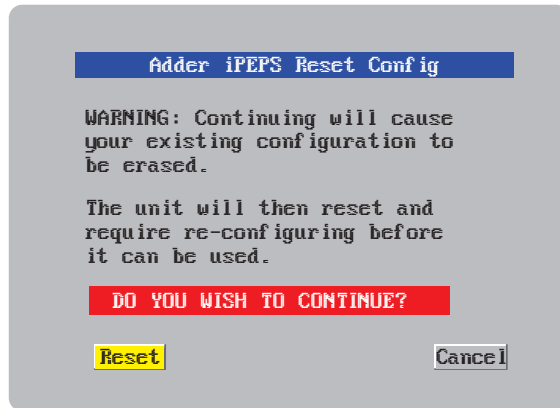 Adder iPEPS Reset Config
WARNING: Continuing will cause
your existing configuration to
be erased.
The unit will then reset and
require re-configuring before
it can be used.
DO YOU WISH TO CONTINUE?
Reset Cancel